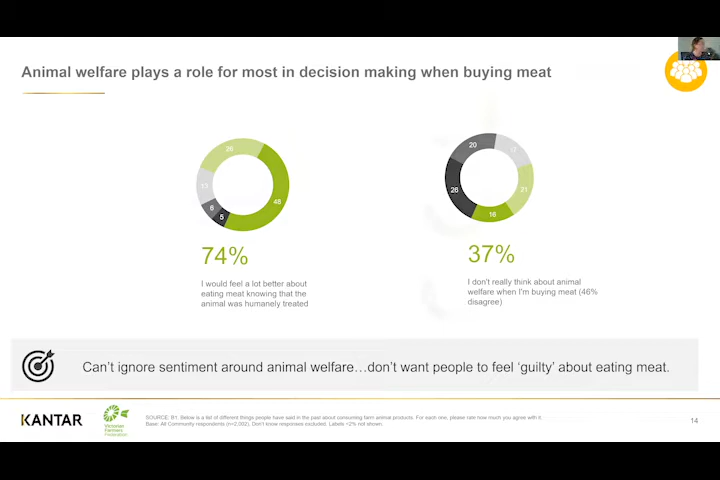 Animal welfare plays a role for most in decision making when buying meat
26
13
6
5
48
20
17
21
16
26
74%
37%
I would feel a lot better about
eating meat knowing that the
animal was humanely treated
I don't really think about animal
welfare when I'm buying meat (46%
disagree)
Can't ignore sentiment around animal welfare…don't want people to feel 'guilty' about eating meat.
KANTAR
Victorian
Farmers
Federation
SOURCE: B1. Below is a list of different things people have said in the past about consuming farm animal products. For each one, please rate how much you agree with it.
Base: All Community respondents (n=2,002). Don't know responses excluded. Labels <2% not shown.
14